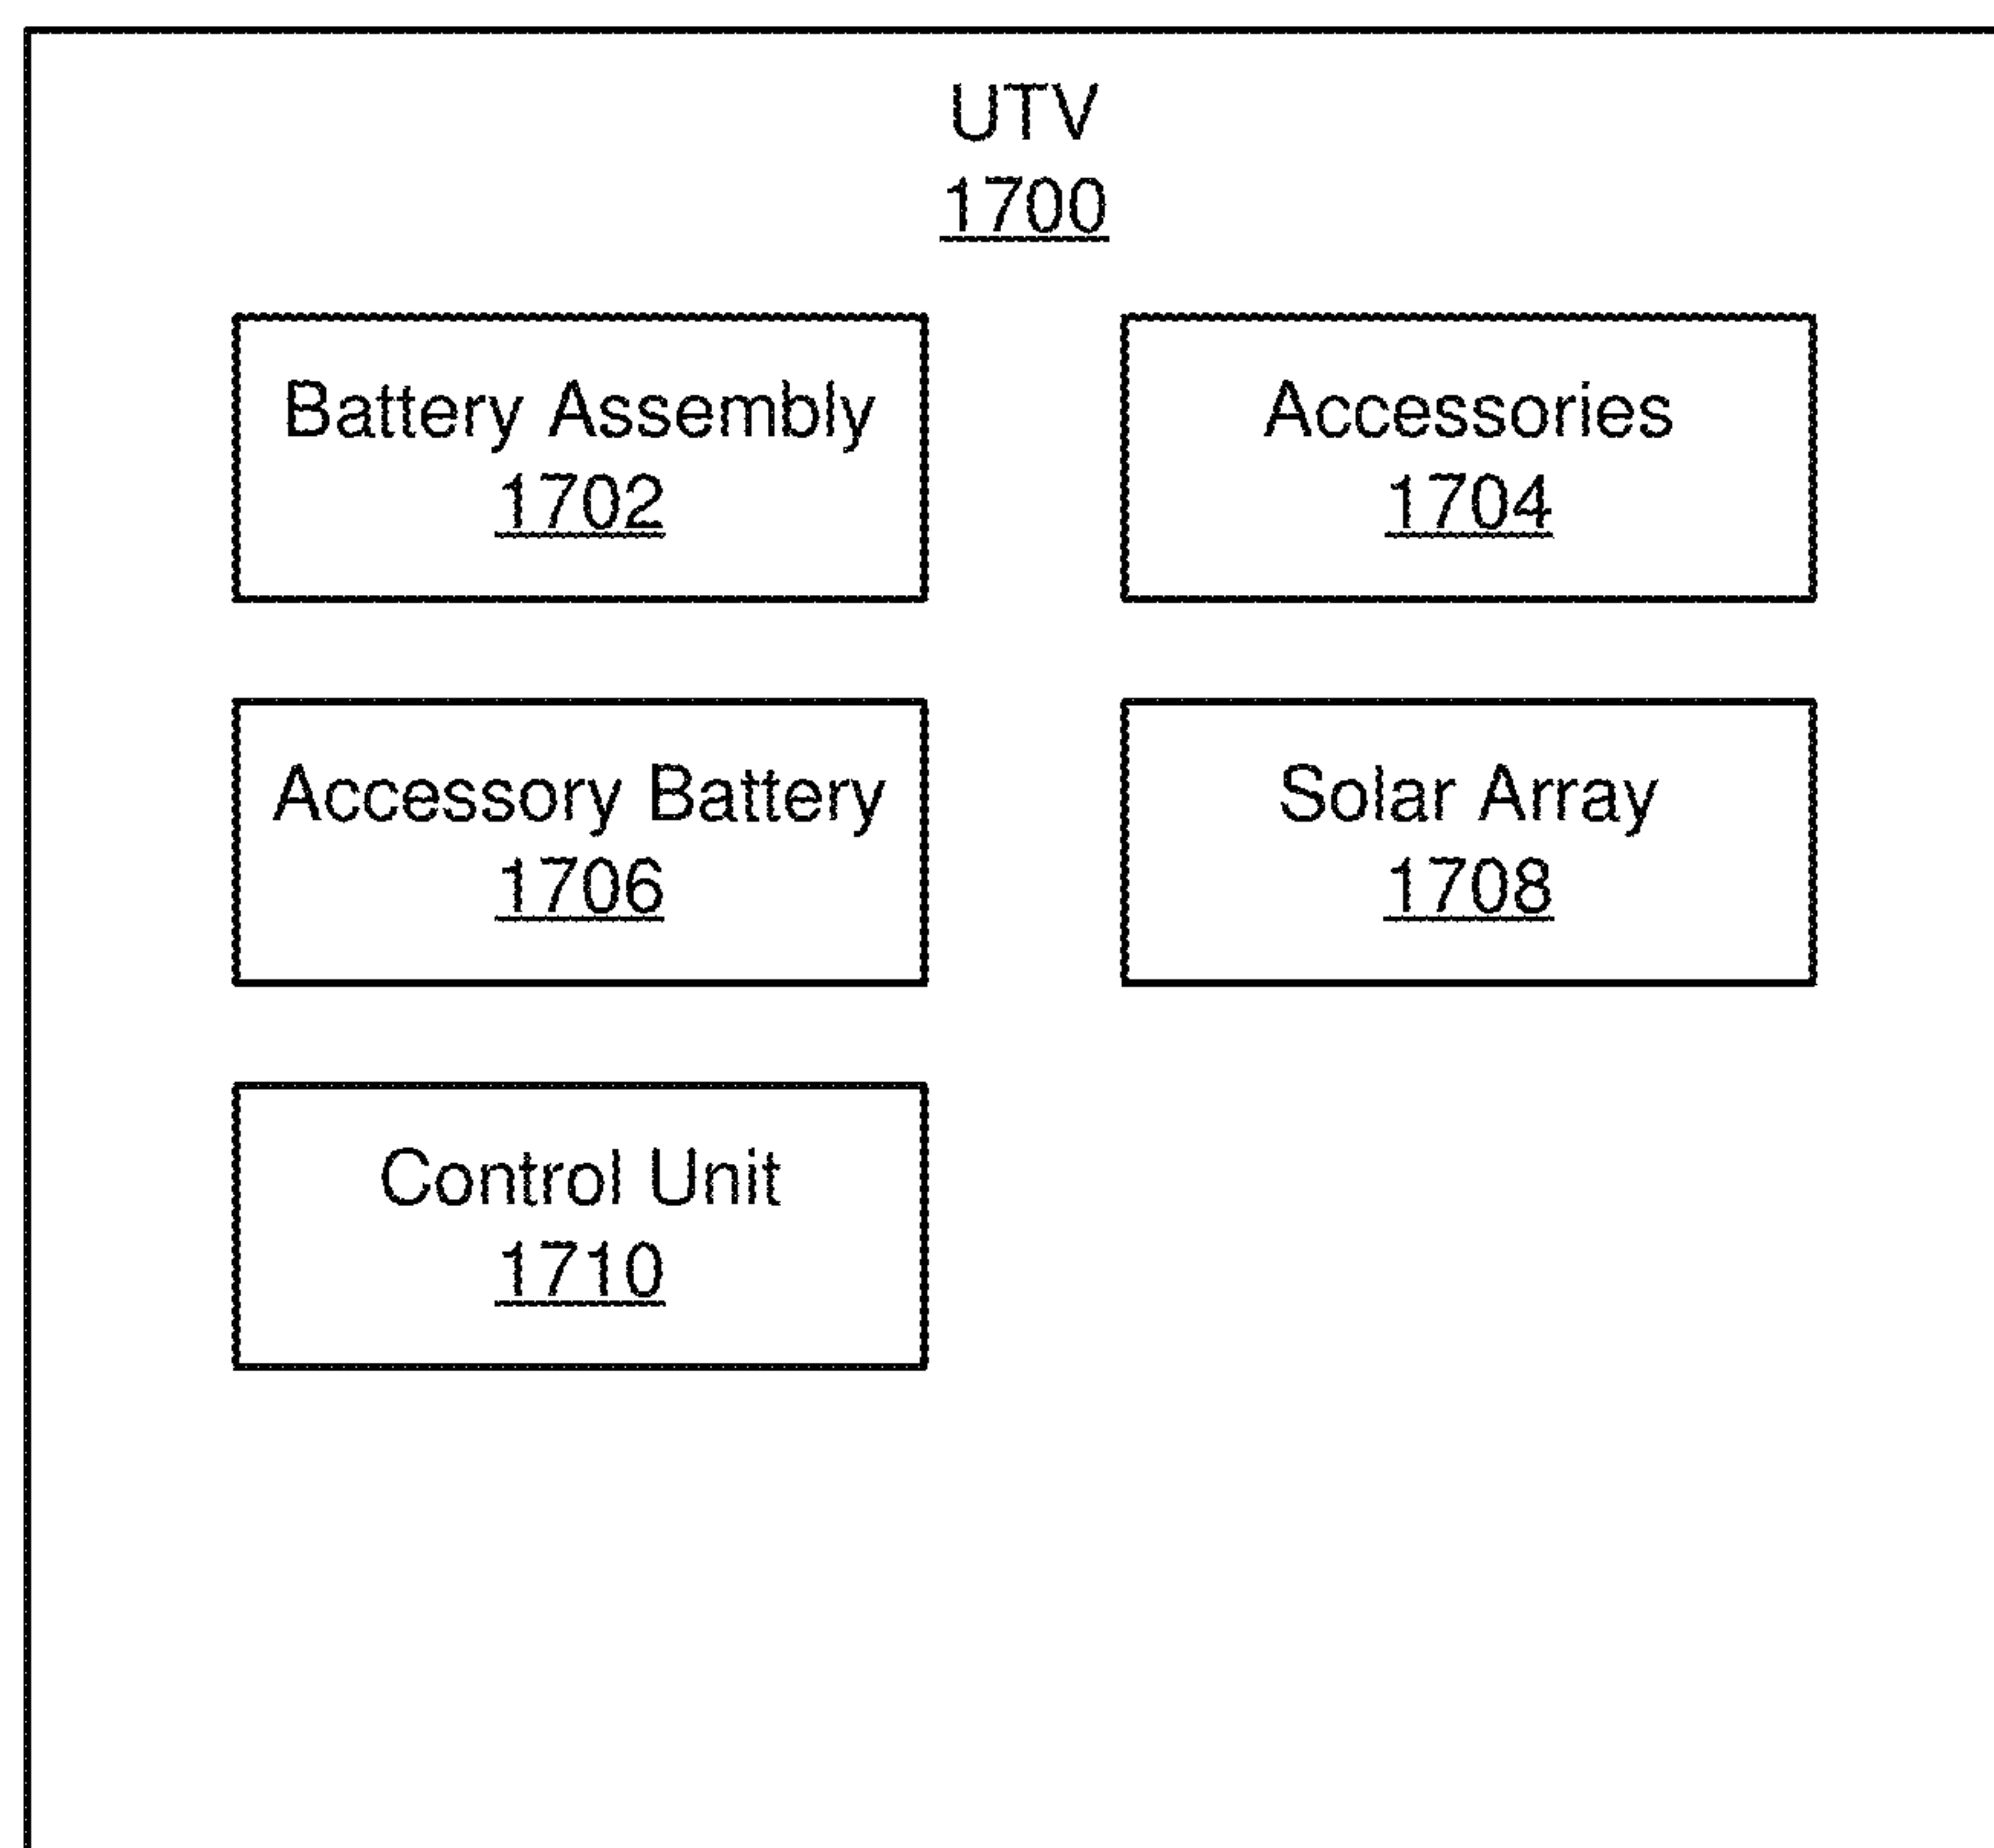 UTV
1700
Battery Assembly
1702
Accessories
1704
Accessory Battery
1706
Solar Array
1708
Control Unit
1710